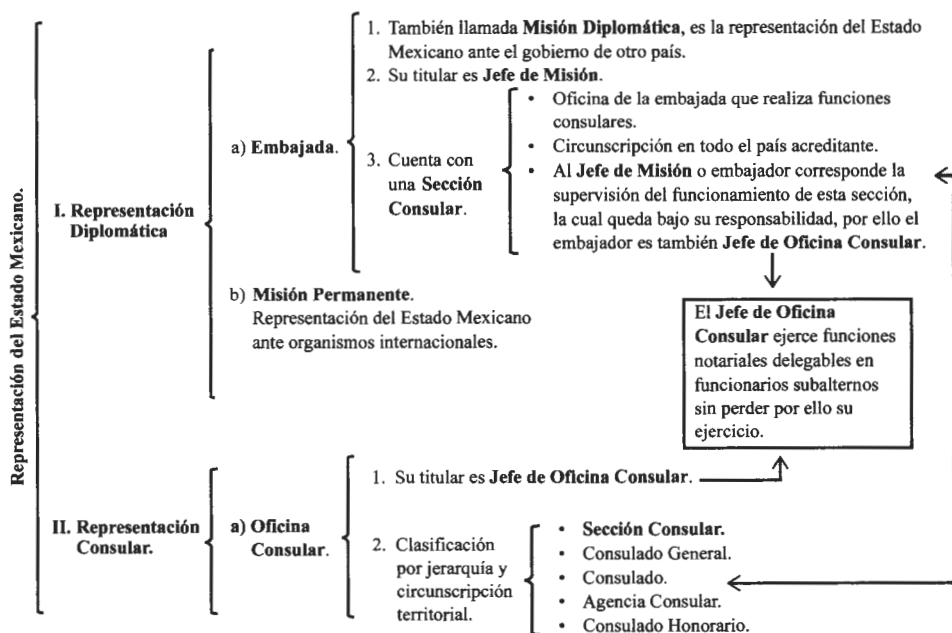 Representación del Estado Mexicano.
I. Representación
Diplomática
a) Embajada.
1. También llamada Misión Diplomática, es la representación del Estado
Mexicano ante el gobierno de otro país.
2. Su titular es Jefe de Misión.
3. Cuenta con
una Sección
Consular.
• Oficina de la embajada que realiza funciones
consulares.
• Circunscripción en todo el país acreditante.
• Al Jefe de Misión o embajador corresponde la
supervisión del funcionamiento de esta sección,
la cual queda bajo su responsabilidad, por ello el
embajador es también Jefe de Oficina Consular.
b) Misión Permanente.
Representación del Estado Mexicano
ante organismos internacionales.
El Jefe de Oficina
Consular ejerce funciones
notariales delegables en
funcionarios subalternos
sin perder por ello su
ejercicio.
II. Representación
Consular.
a) Oficina
Consular.
1. Su titular es Jefe de Oficina Consular.
2. Clasificación
por jerarquía y
circunscripción
territorial.
• Sección Consular.
• Consulado General.
• Consulado.
• Agencia Consular.
• Consulado Honorario.